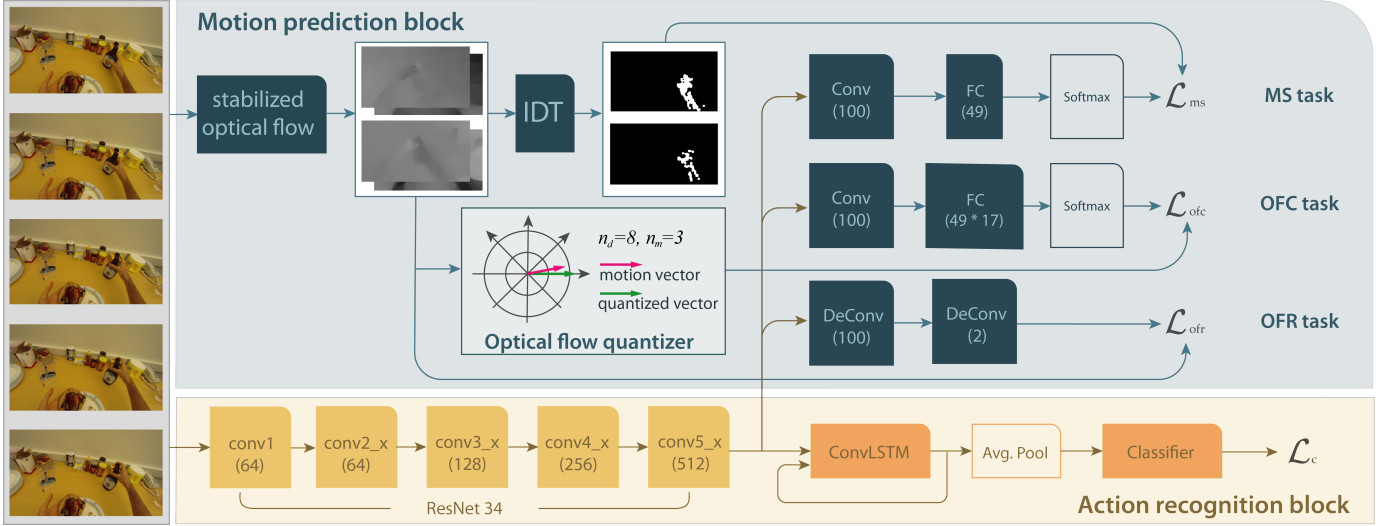 Motion prediction block
stabilized
optical flow
IDT
Conv
(100)
FC
(49)
Softmax
ℒms
MS task
Conv
(100)
FC
(49 * 17)
Softmax
ℒofc
OFC task
nd=8, nm=3
motion vector
quantized vector
Optical flow quantizer
DeConv
(100)
DeConv
(2)
ℒofr
OFR task
conv1
(64)
conv2_x
(64)
conv3_x
(128)
conv4_x
(256)
conv5_x
(512)
ResNet 34
ConvLSTM
Avg. Pool
Classifier
ℒc
Action recognition block